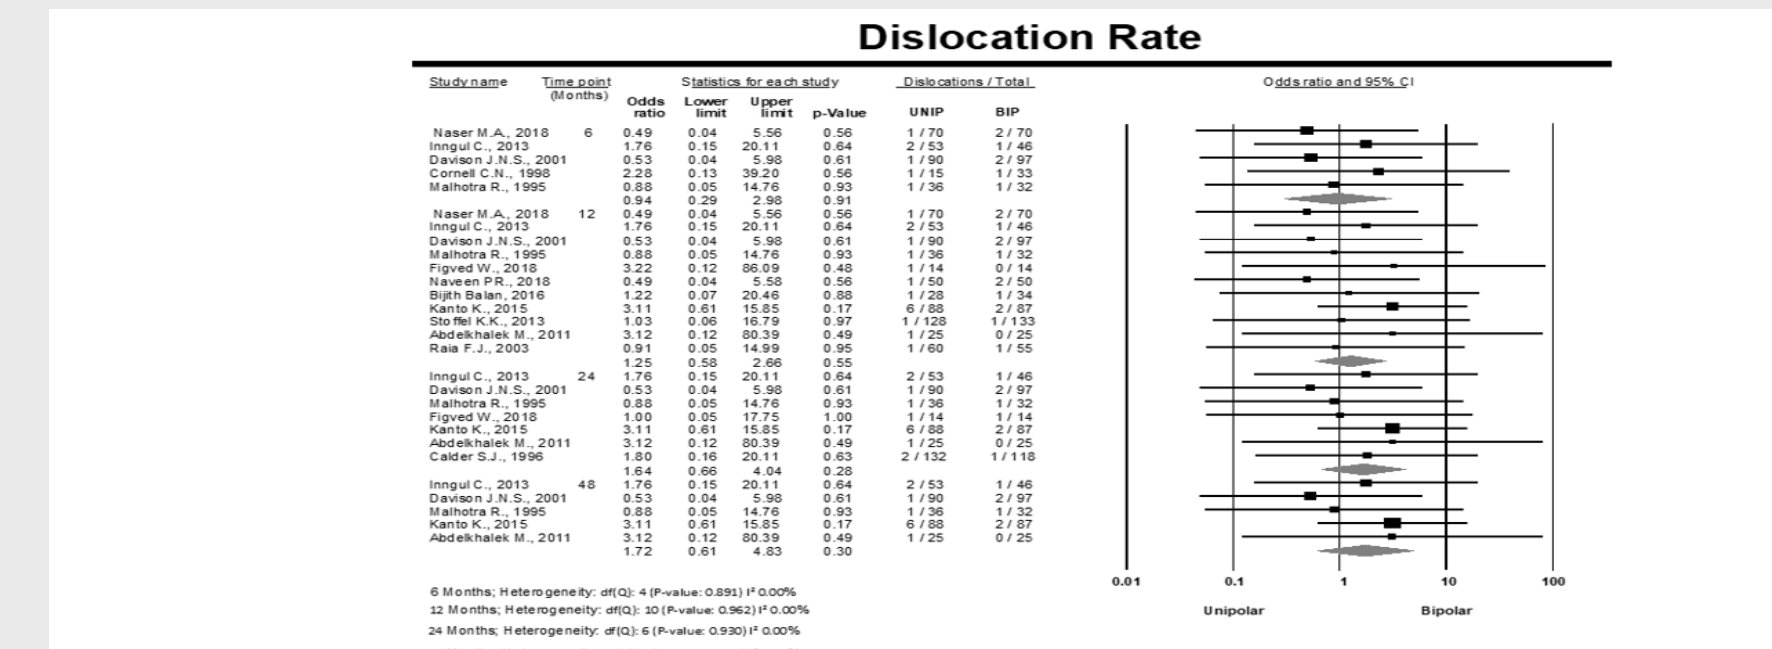 Dislocation Rate
Study name Time point Statistics for each study Dislocations / Total Odds ratio and 95% CI
(Months)
Odds Lower Upper
ratio limit limit p-Value UNIP BIP
Naser M.A., 2018 6 0.49 0.04 5.56 0.56 1 / 70 2 / 70
Inngul C., 2013 1.76 0.15 20.11 0.64 2 / 53 1 / 46
Davison J.N.S., 2001 0.53 0.04 5.98 0.61 1 / 90 2 / 97
Cornell C.N., 1998 2.28 0.13 39.20 0.56 1 / 15 1 / 33
Malhotra R., 1995 0.88 0.05 14.76 0.93 1 / 36 1 / 32
0.94 0.29 2.98 0.91
Naser M.A., 2018 12 0.49 0.04 5.56 0.56 1 / 70 2 / 70
Inngul C., 2013 1.76 0.15 20.11 0.64 2 / 53 1 / 46
Davison J.N.S., 2001 0.53 0.04 5.98 0.61 1 / 90 2 / 97
Malhotra R., 1995 0.88 0.05 14.76 0.93 1 / 36 1 / 32
Figved W., 2018 3.22 0.12 86.09 0.48 1 / 14 0 / 14
Naveen PR., 2018 0.49 0.04 5.58 0.56 1 / 50 2 / 50
Bijith Balan, 2016 1.22 0.07 20.46 0.88 1 / 28 1 / 34
Kanto K., 2015 3.11 0.61 15.85 0.17 6 / 88 2 / 87
Stoffel K.K., 2013 1.03 0.06 16.79 0.97 1 / 128 1 / 133
Abdelkhalek M., 2011 3.12 0.12 80.39 0.49 1 / 25 0 / 25
Raia F.J., 2003 0.91 0.05 14.99 0.95 1 / 60 1 / 55
1.25 0.58 2.66 0.55
Inngul C., 2013 24 1.76 0.15 20.11 0.64 2 / 53 1 / 46
Davison J.N.S., 2001 0.53 0.04 5.98 0.61 1 / 90 2 / 97
Malhotra R., 1995 0.88 0.05 14.76 0.93 1 / 36 1 / 32
Figved W., 2018 1.00 0.05 17.75 1.00 1 / 14 1 / 14
Kanto K., 2015 3.11 0.61 15.85 0.17 6 / 88 2 / 87
Abdelkhalek M., 2011 3.12 0.12 80.39 0.49 1 / 25 0 / 25
Calder S.J., 1996 1.80 0.16 20.11 0.63 2 / 132 1 / 118
1.64 0.66 4.04 0.28
Inngul C., 2013 48 1.76 0.15 20.11 0.64 2 / 53 1 / 46
Davison J.N.S., 2001 0.53 0.04 5.98 0.61 1 / 90 2 / 97
Malhotra R., 1995 0.88 0.05 14.76 0.93 1 / 36 1 / 32
Kanto K., 2015 3.11 0.61 15.85 0.17 6 / 88 2 / 87
Abdelkhalek M., 2011 3.12 0.12 80.39 0.49 1 / 25 0 / 25
1.72 0.61 4.83 0.30
0.01 0.1 1 10 100
Unipolar Bipolar
6 Months; Heterogeneity: df(Q): 4 (P-value: 0.891) I² 0.00%
12 Months; Heterogeneity: df(Q): 10 (P-value: 0.962) I² 0.00%
24 Months; Heterogeneity: df(Q): 6 (P-value: 0.930) I² 0.00%